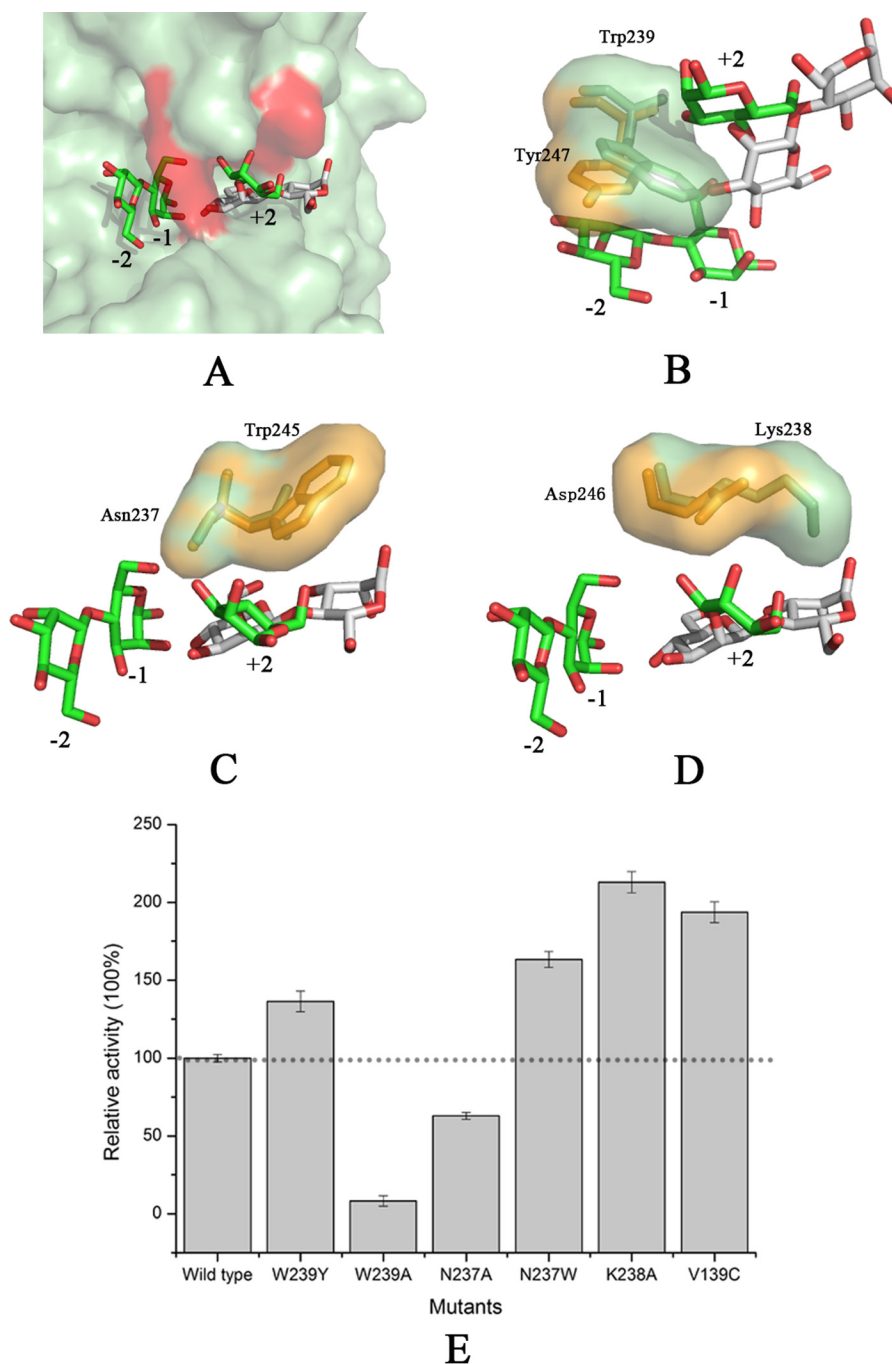 -2
-1
+2
A
Trp239
+2
Tyr247
-2
-1
B
Trp245
Asn237
-1
+2
-2
C
Lys238
Asp246
+2
-1
-2
D
250
200
150
100
50
0
Relative activity (100%)
Wild type W239Y W239A N237A N237W K238A V139C
Mutants
E